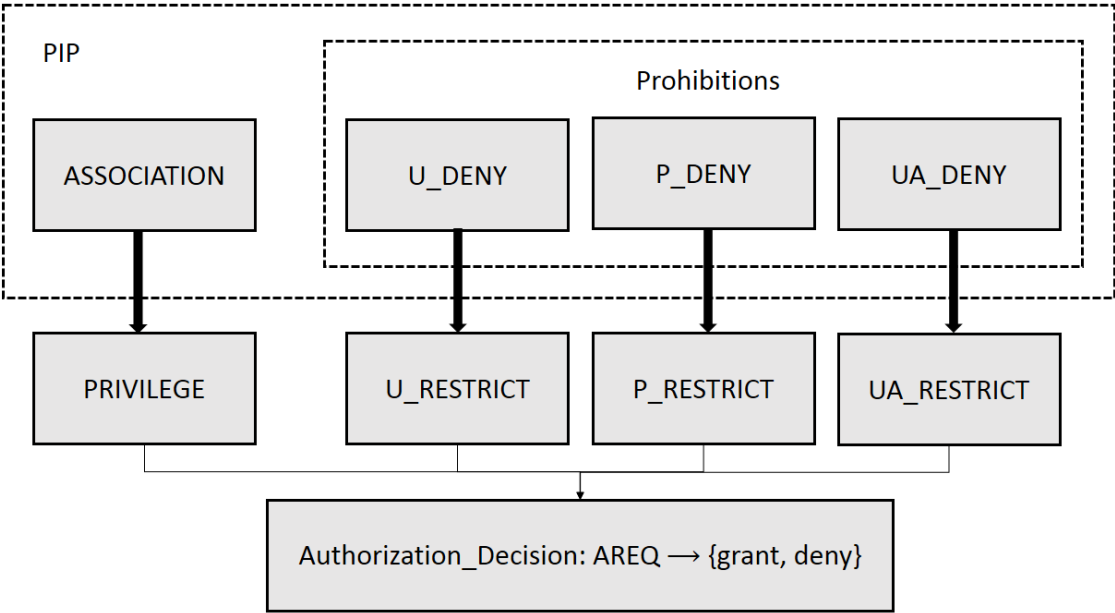 PIP
Prohibitions
ASSOCIATION
U_DENY
P_DENY
UA_DENY
PRIVILEGE
U_RESTRICT
P_RESTRICT
UA_RESTRICT
Authorization_Decision: AREQ ⟶ {grant, deny}